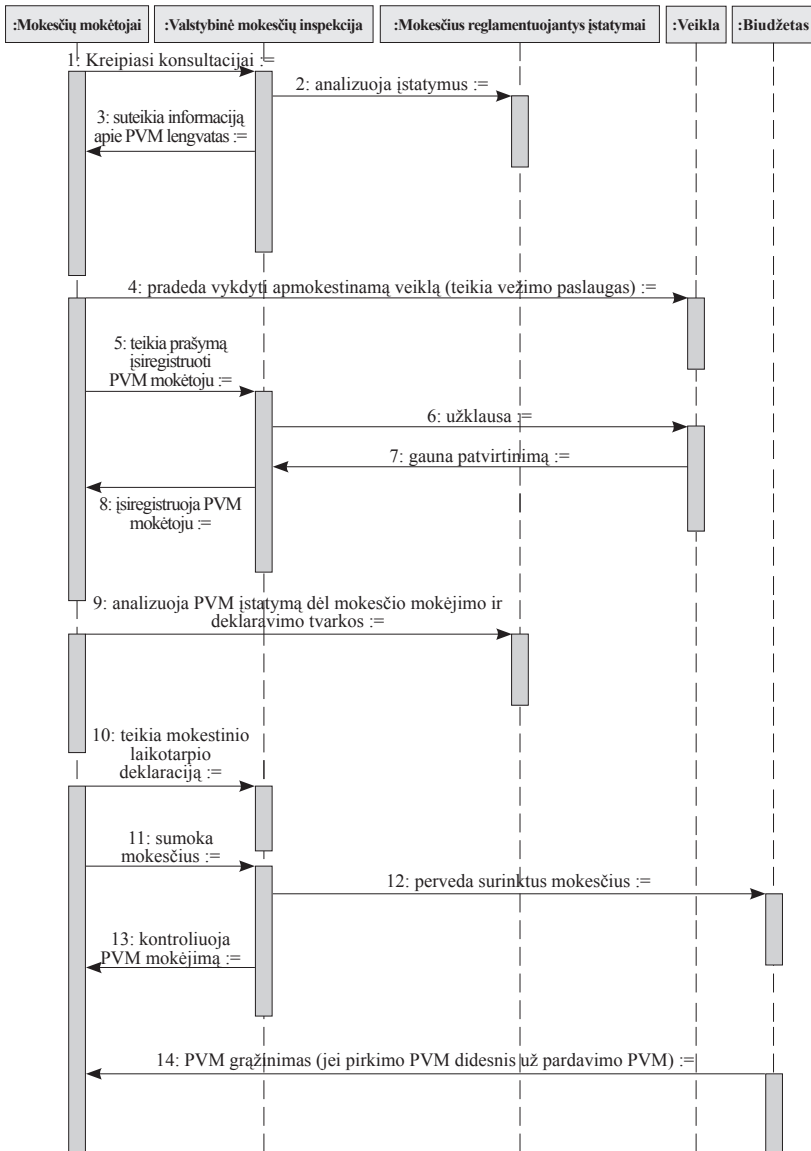 :Mokesčių mokėtojai
:Valstybinė mokesčių inspekcija
:Mokesčius reglamentuojantys įstatymai
:Veikla
:Biudžetas
1: Kreipiasi konsultacijai :=
2: analizuoja įstatymus :=
3: suteikia informaciją
apie PVM lengvatas :=
4: pradeda vykdyti apmokestinamą veiklą (teikia vežimo paslaugas) :=
5: teikia prašymą
įsiregistruoti
PVM mokėtoju :=
6: užklausa :=
7: gauna patvirtinimą :=
8: įsiregistruoja PVM
mokėtoju :=
9: analizuoja PVM įstatymą dėl mokesčio mokėjimo ir
deklaravimo tvarkos :=
10: teikia mokestinio
laikotarpio
deklaraciją :=
11: sumoka
mokesčius :=
12: perveda surinktus mokesčius :=
13: kontroliuoja
PVM mokėjimą :=
14: PVM grąžinimas (jei pirkimo PVM didesnis už pardavimo PVM) :=